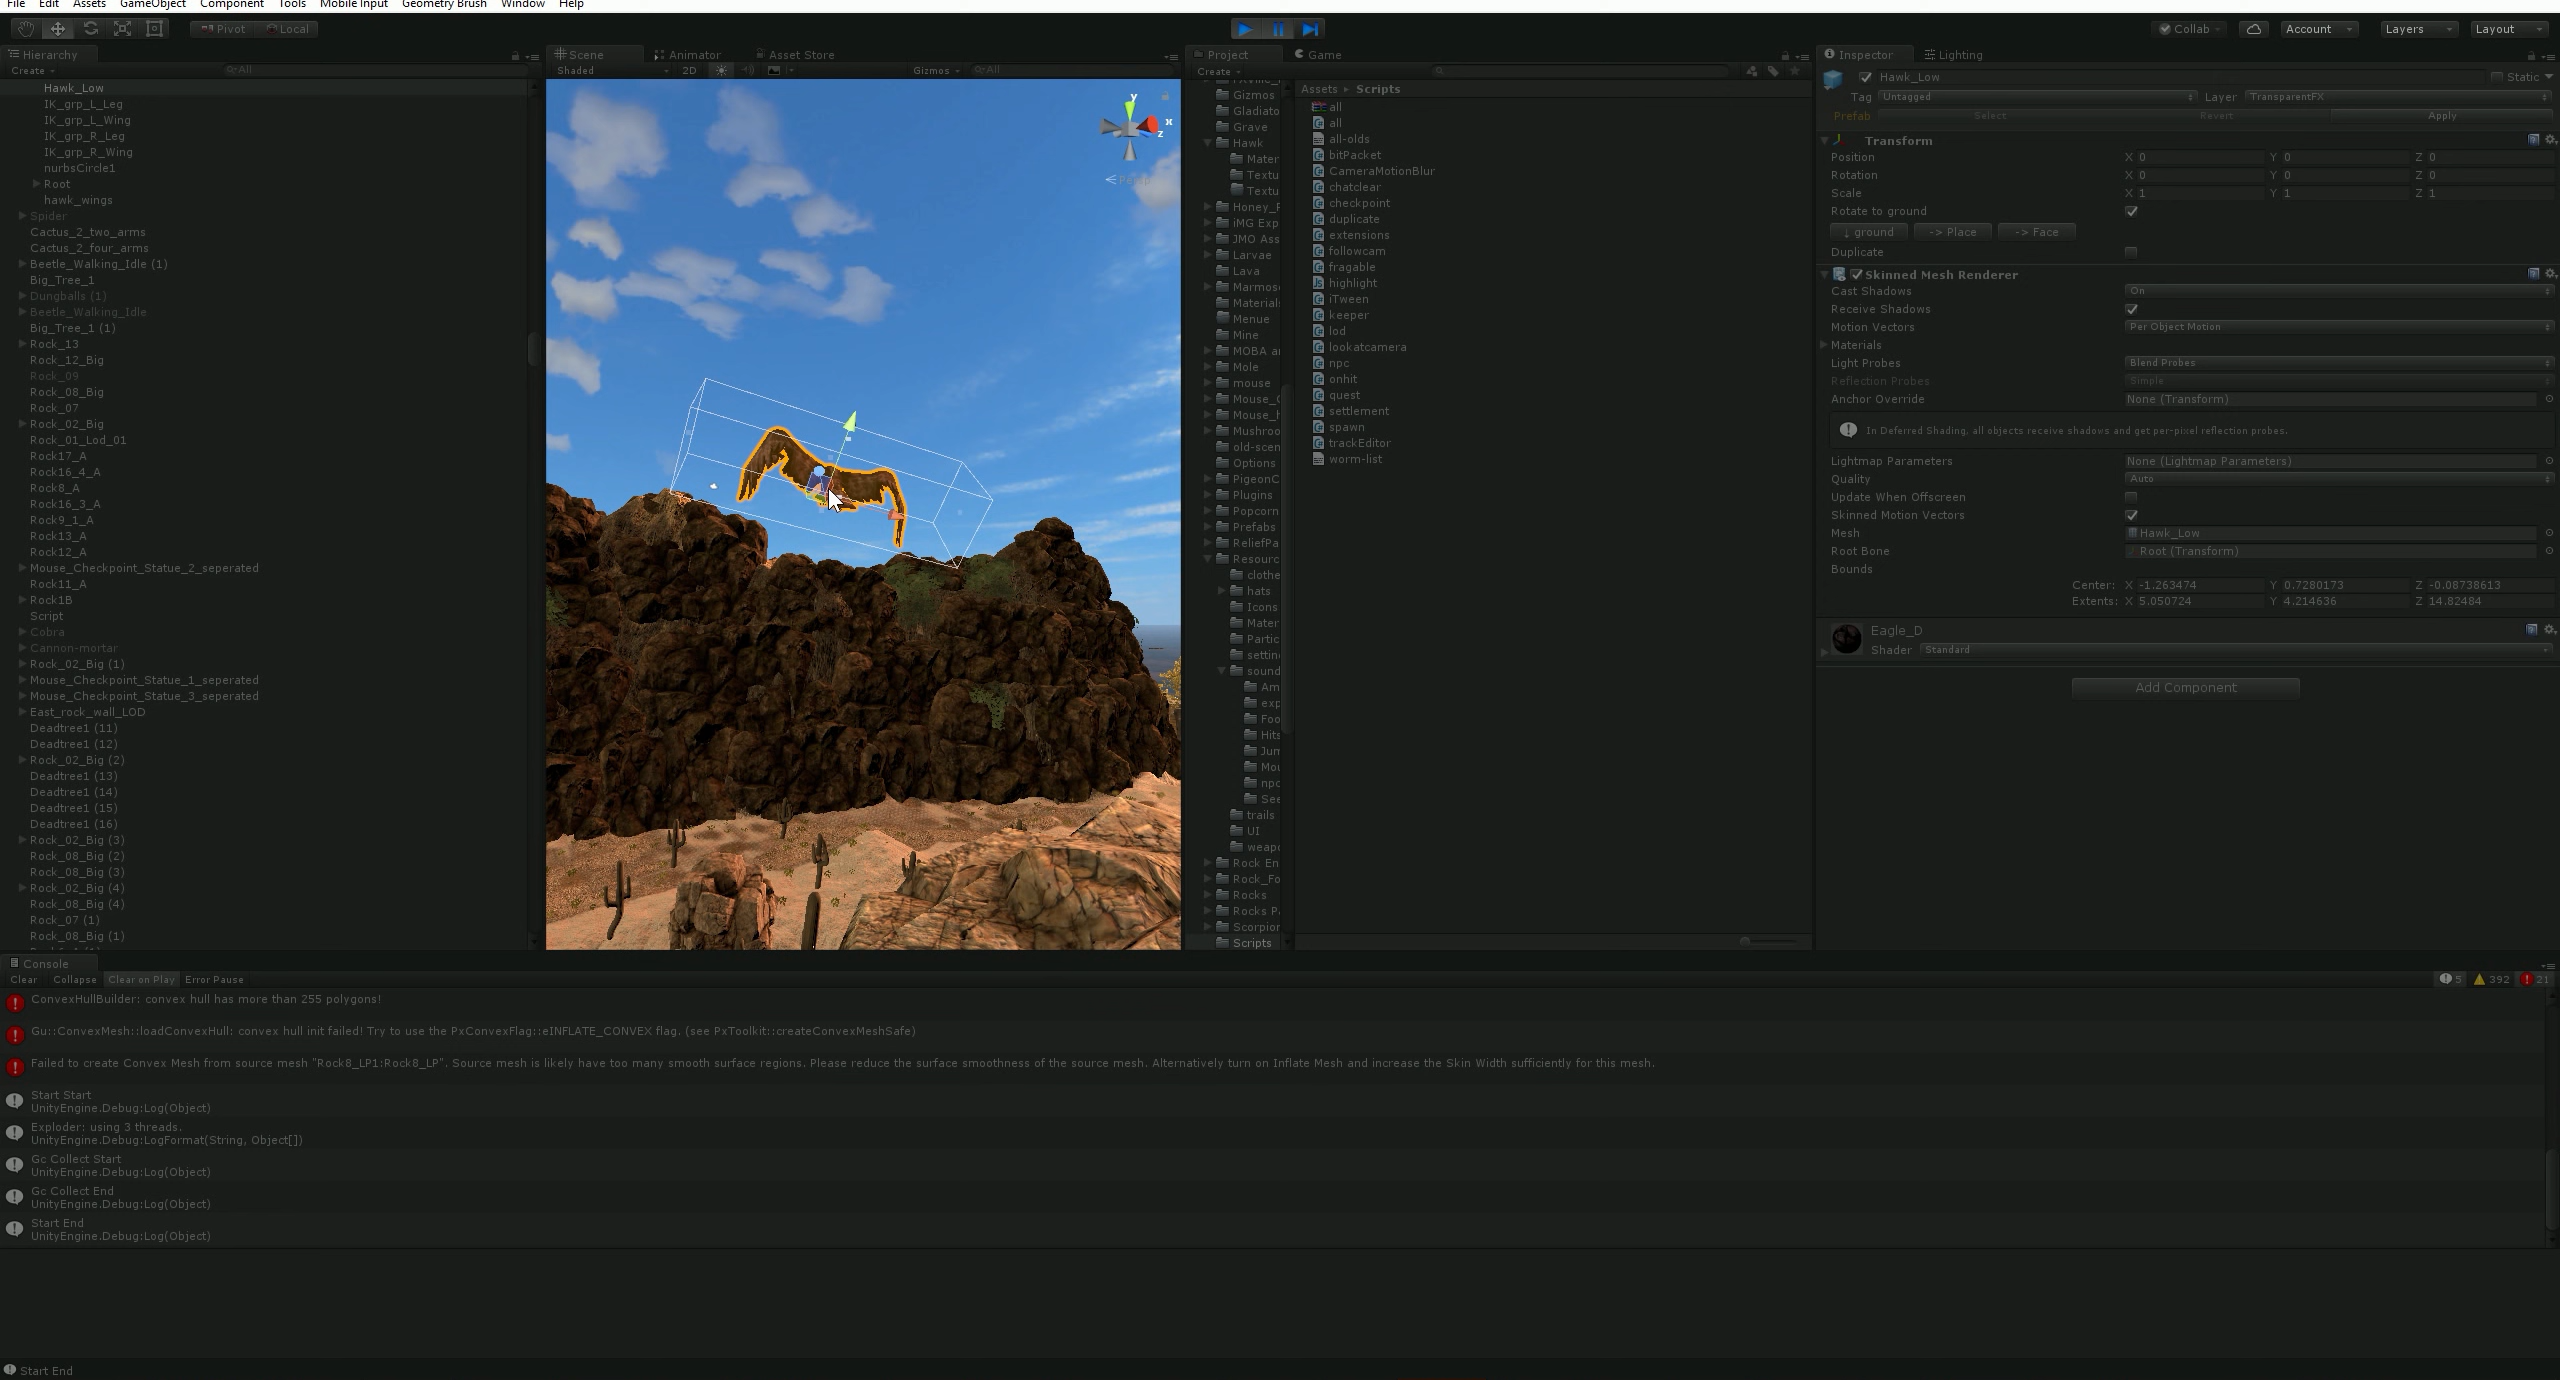 File Edit Assets GameObject Component Tools Mobile Input Geometry Brush Window Help
Pivot Local
Collab Account Layers Layout
Hierarchy
Create All
Hawk_Low
IK_grp_L_Leg
IK_grp_L_Wing
IK_grp_R_Leg
IK_grp_R_Wing
nurbsCircle1
Root
hawk_wings
Spider
Cactus_2_two_arms
Cactus_2_four_arms
Beetle_Walking_Idle (1)
Big_Tree_1
Dungballs (1)
Beetle_Walking_Idle
Big_Tree_1 (1)
Rock_13
Rock_12_Big
Rock_09
Rock_08_Big
Rock_07
Rock_02_Big
Rock_01_Lod_01
Rock17_A
Rock16_4_A
Rock8_A
Rock16_3_A
Rock9_1_A
Rock13_A
Rock12_A
Mouse_Checkpoint_Statue_2_seperated
Rock11_A
Rock1B
Script
Cobra
Cannon-mortar
Rock_02_Big (1)
Mouse_Checkpoint_Statue_1_seperated
Mouse_Checkpoint_Statue_3_seperated
East_rock_wall_LOD
Deadtree1 (11)
Deadtree1 (12)
Rock_02_Big (2)
Deadtree1 (13)
Deadtree1 (14)
Deadtree1 (15)
Deadtree1 (16)
Rock_02_Big (3)
Rock_08_Big (2)
Rock_08_Big (3)
Rock_02_Big (4)
Rock_08_Big (4)
Rock_07 (1)
Rock_08_Big (1)
Scene Animator Asset Store
Shaded 2D Gizmos All
y
x
z
Persp
Project Game
Create
Gizmos
Gladiato
Grave
Hawk
Mater
Textu
Textu
Honey_F
iMG Exp
JMO Ass
Larvae
Lava
Marmos
Materials
Menue
Mine
MOBA ar
Mole
mouse
Mouse_C
Mouse_h
Mushroo
old-scen
Options
PigeonC
Plugins
Popcorn
Prefabs
ReliefPa
Resourc
clothe
hats
Icons
Mater
Partic
settin
sound
Am
exp
Foo
Hits
Jum
Mou
npc
See
trails
UI
weapo
Rock En
Rock_Fo
Rocks
Rocks Pa
Scorpion
Scripts
Assets Scripts
all
all
all-olds
bitPacket
CameraMotionBlur
chatclear
checkpoint
duplicate
extensions
followcam
fragable
highlight
iTween
keeper
lod
lookatcamera
npc
onhit
quest
settlement
spawn
trackEditor
worm-list
Inspector Lighting
Hawk_Low Static
Tag Untagged Layer TransparentFX
Prefab Select Revert Apply
Transform
Position X 0 Y 0 Z 0
Rotation X 0 Y 0 Z 0
Scale X 1 Y 1 Z 1
Rotate to ground
↓ ground -> Place -> Face
Duplicate
Skinned Mesh Renderer
Cast Shadows On
Receive Shadows
Motion Vectors Per Object Motion
Materials
Light Probes Blend Probes
Reflection Probes Simple
Anchor Override None (Transform)
In Deferred Shading, all objects receive shadows and get per-pixel reflection probes.
Lightmap Parameters None (Lightmap Parameters)
Quality Auto
Update When Offscreen
Skinned Motion Vectors
Mesh Hawk_Low
Root Bone Root (Transform)
Bounds
Center: X -1.263474 Y 0.7280173 Z -0.08738613
Extents: X 5.050724 Y 4.214636 Z 14.82484
Eagle_D
Shader Standard
Add Component
Console
Clear Collapse Clear on Play Error Pause 5 392 21
ConvexHullBuilder: convex hull has more than 255 polygons!
Gu::ConvexMesh::loadConvexHull: convex hull init failed! Try to use the PxConvexFlag::eINFLATE_CONVEX flag. (see PxToolkit::createConvexMeshSafe)
Failed to create Convex Mesh from source mesh "Rock8_LP1:Rock8_LP". Source mesh is likely have too many smooth surface regions. Please reduce the surface smoothness of the source mesh. Alternatively turn on Inflate Mesh and increase the Skin Width sufficiently for this mesh.
Start Start
UnityEngine.Debug:Log(Object)
Exploder: using 3 threads.
UnityEngine.Debug:LogFormat(String, Object[])
Gc Collect Start
UnityEngine.Debug:Log(Object)
Gc Collect End
UnityEngine.Debug:Log(Object)
Start End
UnityEngine.Debug:Log(Object)
Start End